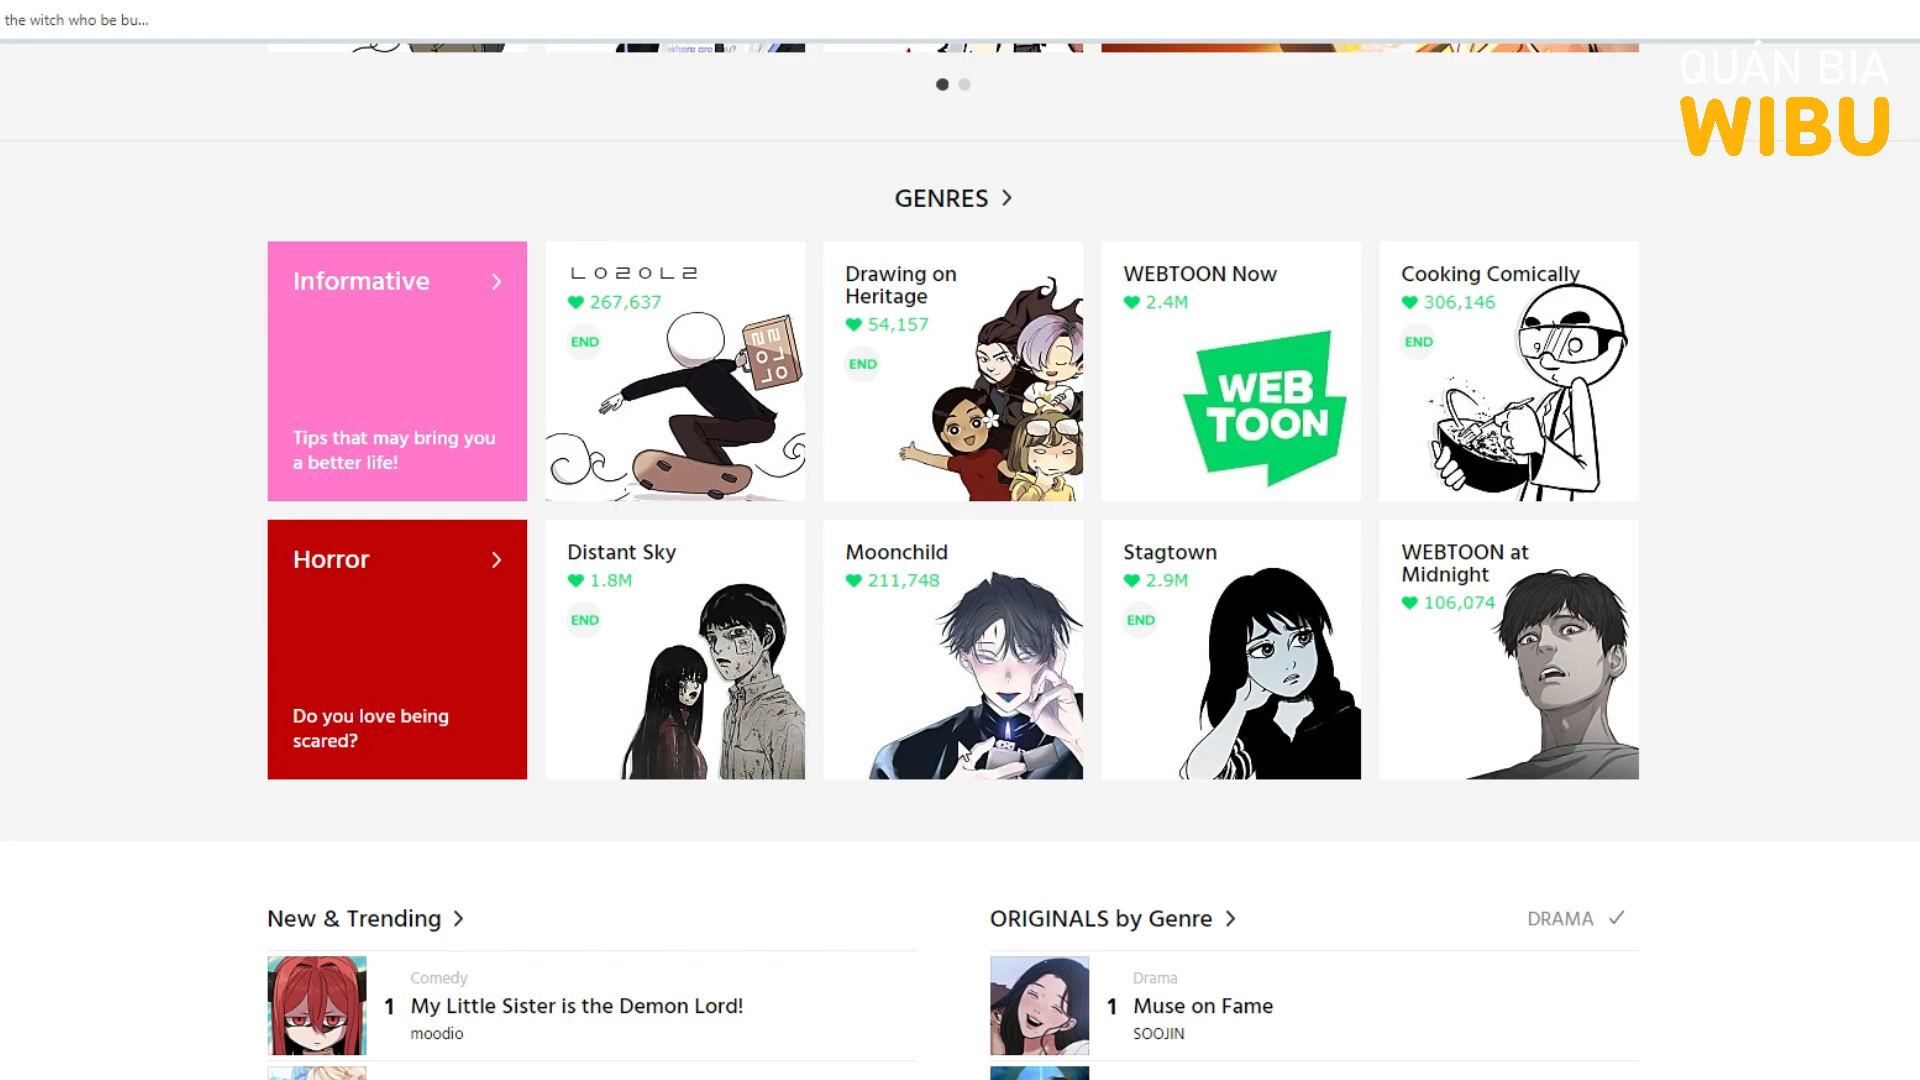 the witch who be bu...
where are you?
QUÁN BIA
WIBU
GENRES
Informative
Tips that may bring you
a better life!
267,637
END
Drawing on
Heritage
54,157
END
WEBTOON Now
2.4M
WEB
TOON
Cooking Comically
306,146
END
Horror
Do you love being
scared?
Distant Sky
1.8M
END
Moonchild
211,748
Stagtown
2.9M
END
WEBTOON at
Midnight
106,074
New & Trending
Comedy
1 My Little Sister is the Demon Lord!
moodio
ORIGINALS by Genre
DRAMA
Drama
1 Muse on Fame
SOOJIN